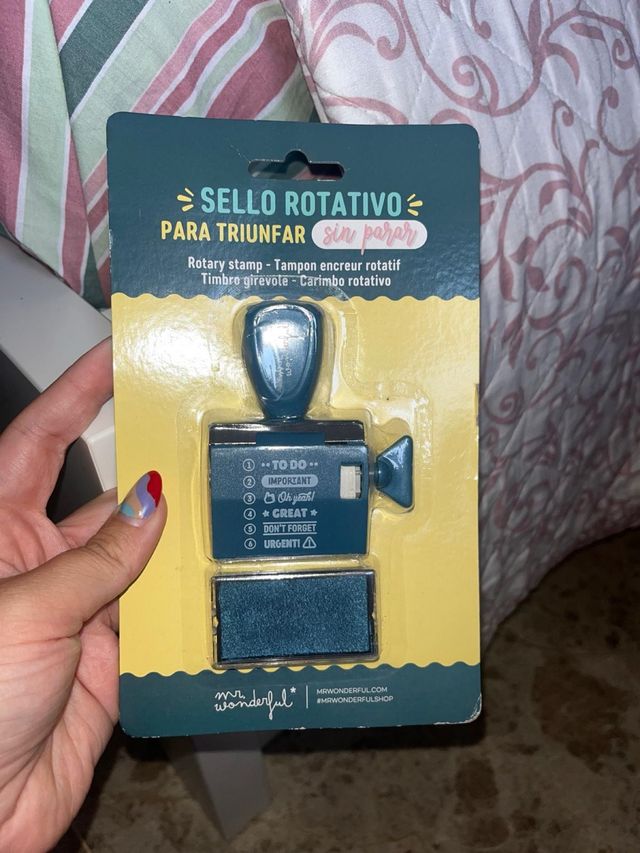 SELLO ROTATIVO
PARA TRIUNFAR sin parar
Rotary stamp - Tampon encreur rotatif
Timbro girevole - Carimbo rotativo
1 •• TO DO ••
2 IMPORTANT
3 Oh yeah!
4 ★ GREAT ★
5 DON'T FORGET
6 URGENT!
mr. wonderful*
MRWONDERFUL.COM
#MRWONDERFULSHOP